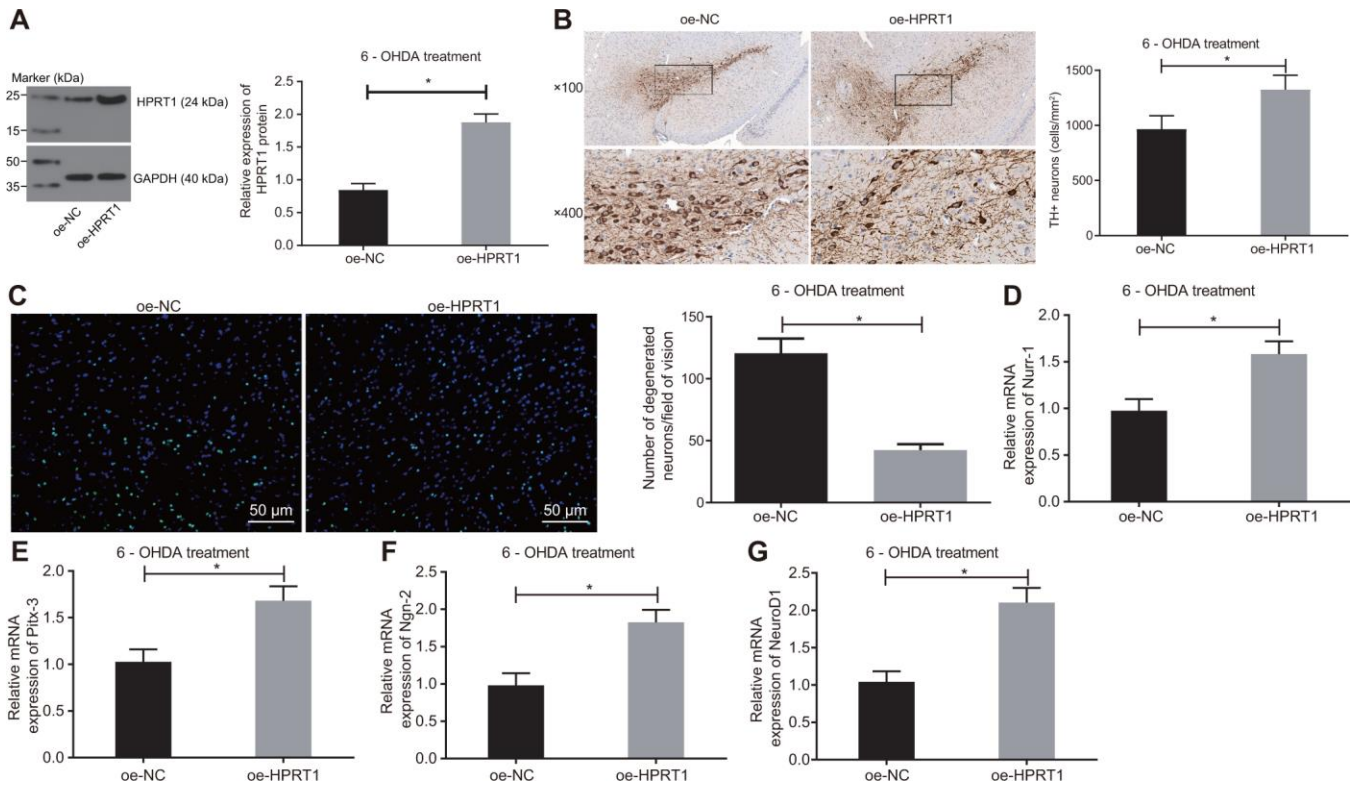 A
Marker (kDa)
25
15
50
35
HPRT1 (24 kDa)
GAPDH (40 kDa)
oe-NC
oe-HPRT1
6 - OHDA treatment
*
Relative expression of
HPRT1 protein
2.5
2.0
1.5
1.0
0.5
0.0
oe-NC
oe-HPRT1
B
oe-NC
oe-HPRT1
×100
×400
6 - OHDA treatment
*
TH+ neurons (cells/mm²)
1500
1000
500
0
oe-NC
oe-HPRT1
C
oe-NC
oe-HPRT1
50 μm
50 μm
6 - OHDA treatment
*
Number of degenerated
neurons/field of vision
150
100
50
0
oe-NC
oe-HPRT1
D
6 - OHDA treatment
*
Relative mRNA
expression of Nurr-1
2.0
1.5
1.0
0.5
0.0
oe-NC
oe-HPRT1
E
6 - OHDA treatment
*
Relative mRNA
expression of Pitx-3
2.0
1.5
1.0
0.5
0.0
oe-NC
oe-HPRT1
F
6 - OHDA treatment
*
Relative mRNA
expression of Ngn-2
2.5
2.0
1.5
1.0
0.5
0.0
oe-NC
oe-HPRT1
G
6 - OHDA treatment
*
Relative mRNA
expression of NeuroD1
2.5
2.0
1.5
1.0
0.5
0.0
oe-NC
oe-HPRT1